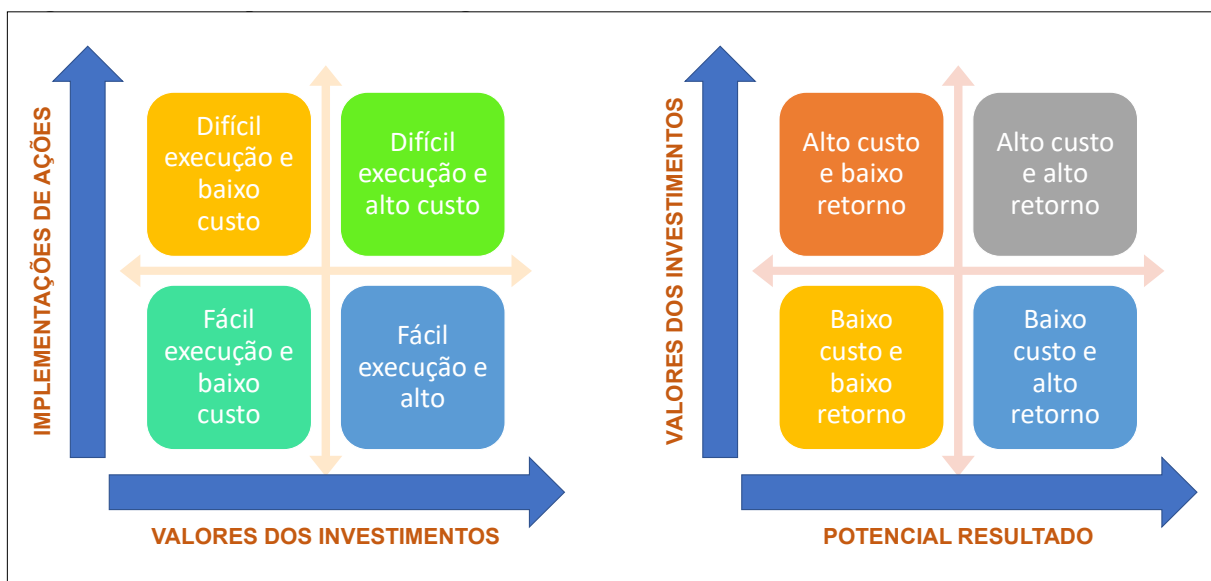 IMPLEMENTAÇÕES DE AÇÕES
Difícil
execução e
baixo
custo
Difícil
execução e
alto custo
Fácil
execução e
baixo
custo
Fácil
execução e
alto
VALORES DOS INVESTIMENTOS
VALORES DOS INVESTIMENTOS
Alto custo
e baixo
retorno
Alto custo
e alto
retorno
Baixo
custo e
baixo
retorno
Baixo
custo e
alto
retorno
POTENCIAL RESULTADO